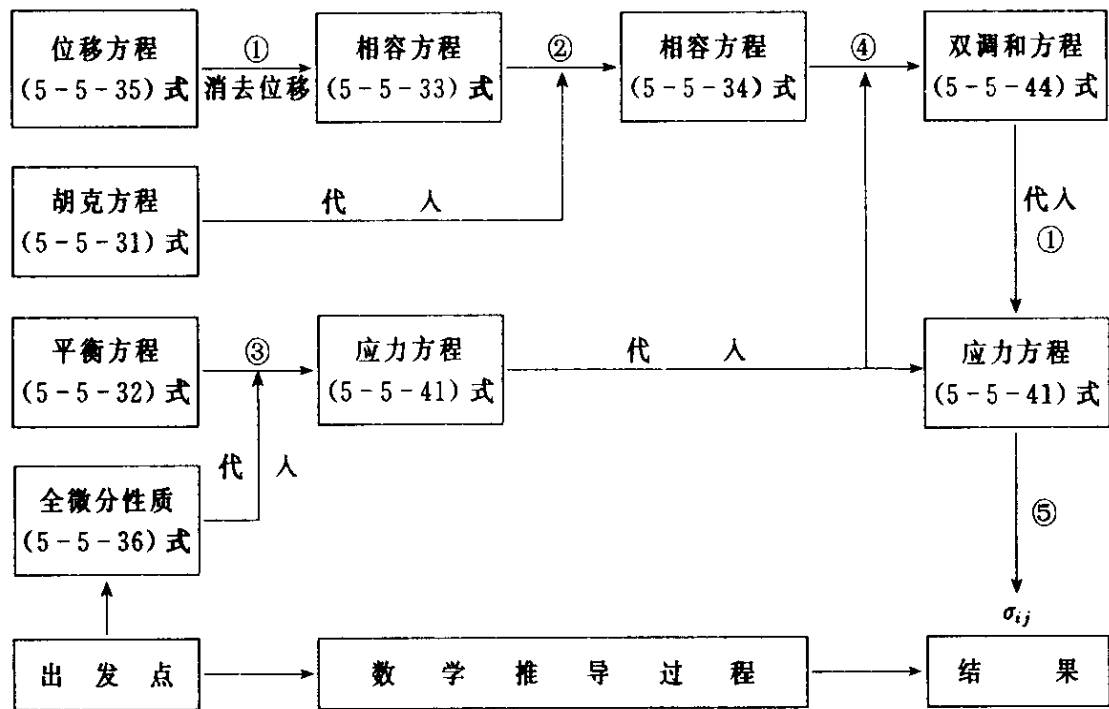 位移方程
(5-5-35)式
①
消去位移
相容方程
(5-5-33)式
②
相容方程
(5-5-34)式
④
双调和方程
(5-5-44)式
胡克方程
(5-5-31)式
代 入
代入
①
平衡方程
(5-5-32)式
③
应力方程
(5-5-41)式
代 入
应力方程
(5-5-41)式
代 入
全微分性质
(5-5-36)式
⑤
σij
出 发 点
数 学 推 导 过 程
结 果